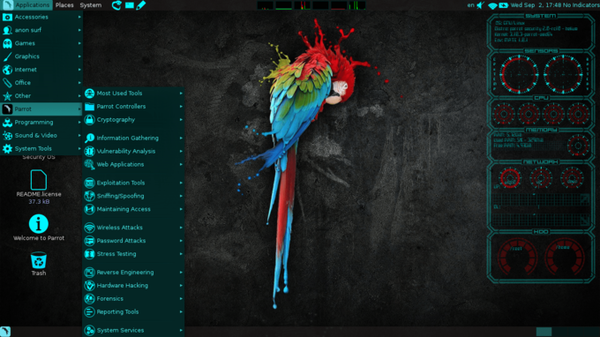 Applications Places System
en
Wed Sep 2, 17:48 No Indicators
Accessories
anon surf
Games
Graphics
Internet
Office
Other
Parrot
Programming
Sound & Video
System Tools
Most Used Tools
Parrot Controllers
Cryptography
Information Gathering
Vulnerability Analysis
Web Applications
Exploitation Tools
Sniffing/Spoofing
Maintaining Access
Wireless Attacks
Password Attacks
Stress Testing
Reverse Engineering
Hardware Hacking
Forensics
Reporting Tools
System Services
Security OS
README.license
37.3 kB
Welcome to Parrot
Trash
SYSTEM
SENSORS
CPU
MEMORY
NETWORK
HDD